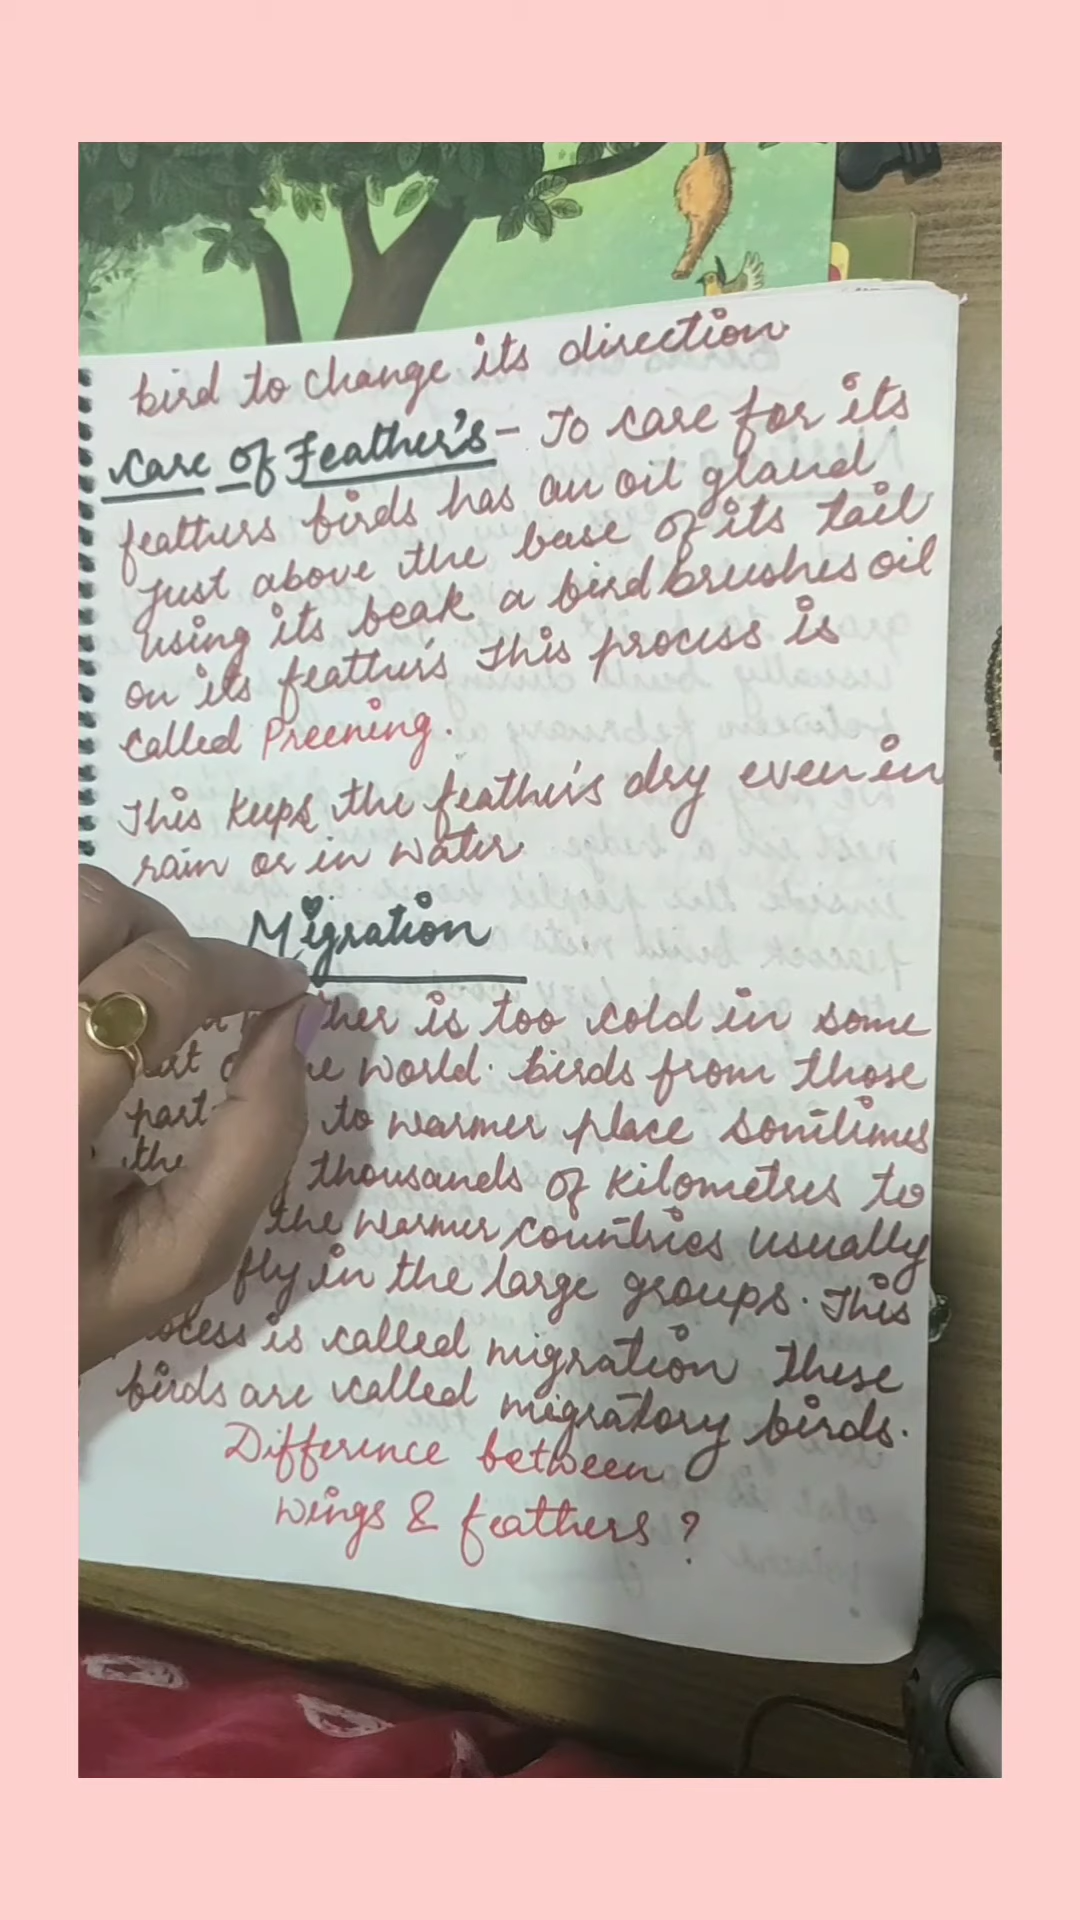 bird to change its direction
Care of Feather's - To care for its
feathers birds has an oil gland
just above the base of its tail
using its beak a bird brushes oil
on its feather's This process is
called Preening.
This keeps the feather's dry even in
rain or in water
Migration
is too cold in some
world. Birds from those
part to warmer place somtimes
the thousands of kilometres to
the warmer countries usually
fly in the large groups. This
is called migration These
birds are called migratory birds.
Difference between
wings & feathers ?